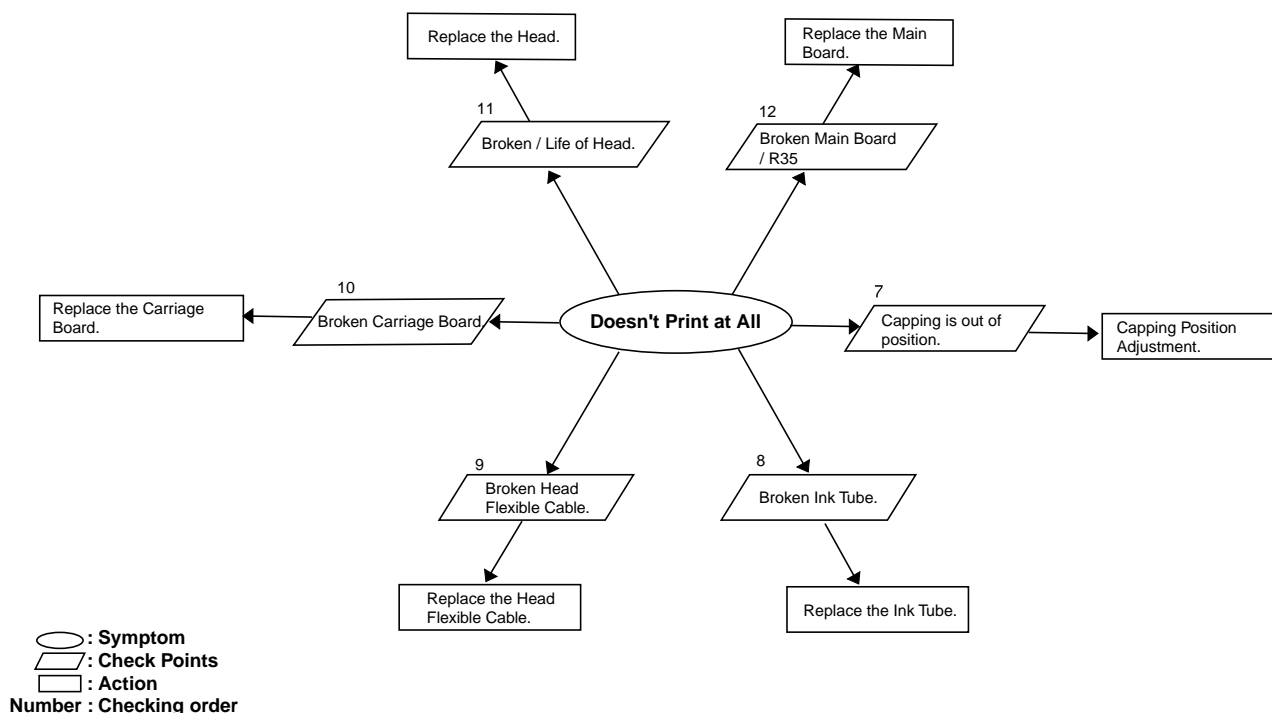 Replace the Head.
Replace the Main
Board.
11
Broken / Life of Head.
12
Broken Main Board
/ R35
10
Broken Carriage Board.
Replace the Carriage
Board.
Doesn't Print at All
7
Capping is out of
position.
Capping Position
Adjustment.
9
Broken Head
Flexible Cable.
8
Broken Ink Tube.
Replace the Head
Flexible Cable.
Replace the Ink Tube.
: Symptom
: Check Points
: Action
Number : Checking order